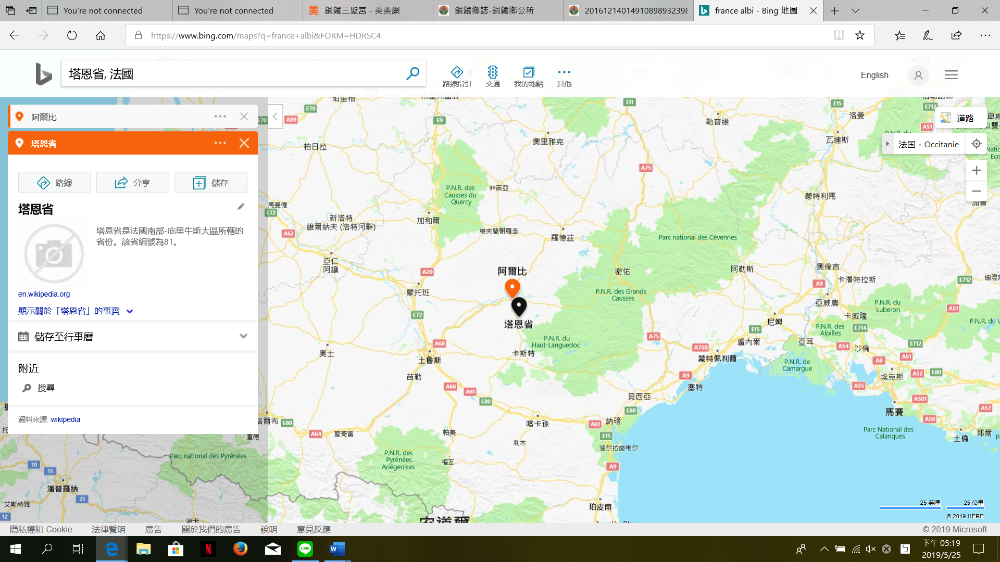 You're not connected
You're not connected
銅鑼三聖宮 - 美美網
銅鑼鄉誌-銅鑼鄉公所
20161214014910898932398
france albi - Bing 地圖
https://www.bing.com/maps?q=france+albi&FORM=HDRSC4
塔恩省, 法國
路線指引
交通
我的地點
其他
English
阿爾比
塔恩省
路線
分享
儲存
塔恩省
塔恩省是法國南部-庇里牛斯大區所轄的
省份。該省編號為81。
en.wikipedia.org
顯示關於「塔恩省」的事實
儲存至行事曆
附近
搜尋
資料來源: wikipedia
道路
法国 • Occitanie
E70
E70
A89
E9
E11
E15
E712
A51
洛曼
勒普維
瓦連斯
奧里雅克
柏日拉
A75
P.N.R. des
Causses du
Quercy
非吉亞
蒙特利馬
馬曼德
E72
新洛特
維爾納夫 (洛特河畔)
加和爾
維夫蘭榭羅圭
羅德茲
Parc national des Cévennes
A62
亞仁
阿讓
A20
阿爾比
密佑
阿勒斯
奧倫吉
卡潘特拉斯
A9
E712
蒙托班
P.N.R. des Grands
Causses
亞威農
P.N.R. du
Luberon
A51
E72
塔恩省
尼姆
卡威隆
P.N.R. des
Alpilles
E714
E15
P.N.R. du V
P.N.R. du
Haut-Languedoc
A75
盧內爾
亞耳
A54
沙倫
E712
A68
奧士
卡斯特
A750
土魯斯
蒙特佩利爾
P.N.R. de
Camargue
A8
A51
苗勒
A9
埃克斯
A52
E80
A66
A61
塞特
A55
貝西亞
E80
A501
E80
馬賽
A57
塔爾布
E80
喀卡孫
A61
納磅
A50
A64
聖哥當
帕美
E15
Parc National des
Calanques
耶爾
土倫
盧德
利木
波尔拉努韦尔
Parc national des Pyrénées
P.N.R. des
Pyrénées
Ariégeoises
福瓦
A9
10
15
潘普羅納
21
艾斯特雅
12
哈卡
珀皮南
安道爾
25 英哩
25 公里
© 2019 HERE
隱私權和 Cookie
法律聲明
廣告
關於我們的廣告
說明
意見反應
© 2019 Microsoft
下午 05:19
2019/5/25